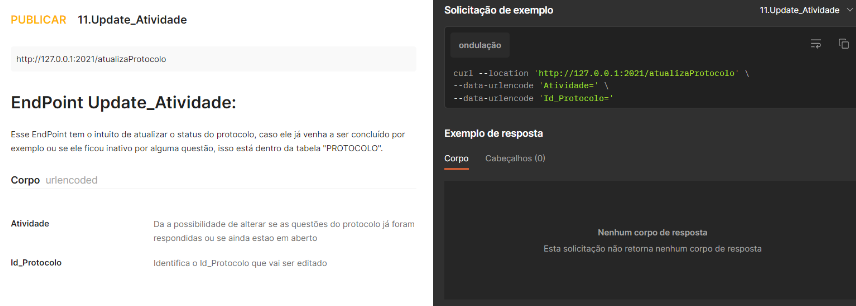 PUBLICAR 11.Update_Atividade
http://127.0.0.1:2021/atualizaProtocolo
EndPoint Update_Atividade:
Esse EndPoint tem o intuito de atualizar o status do protocolo, caso ele já venha a ser concluído por
exemplo ou se ele ficou inativo por alguma questão, isso está dentro da tabela "PROTOCOLO".
Corpo urlencoded
Atividade Da a possibilidade de alterar se as questões do protocolo já foram
respondidas ou se ainda estao em aberto
Id_Protocolo Identifica o Id_Protocolo que vai ser editado
Solicitação de exemplo 11.Update_Atividade
ondulação
curl --location 'http://127.0.0.1:2021/atualizaProtocolo' \
--data-urlencode 'Atividade=' \
--data-urlencode 'Id_Protocolo='
Exemplo de resposta
Corpo Cabeçalhos (0)
Nenhum corpo de resposta
Esta solicitação não retorna nenhum corpo de resposta